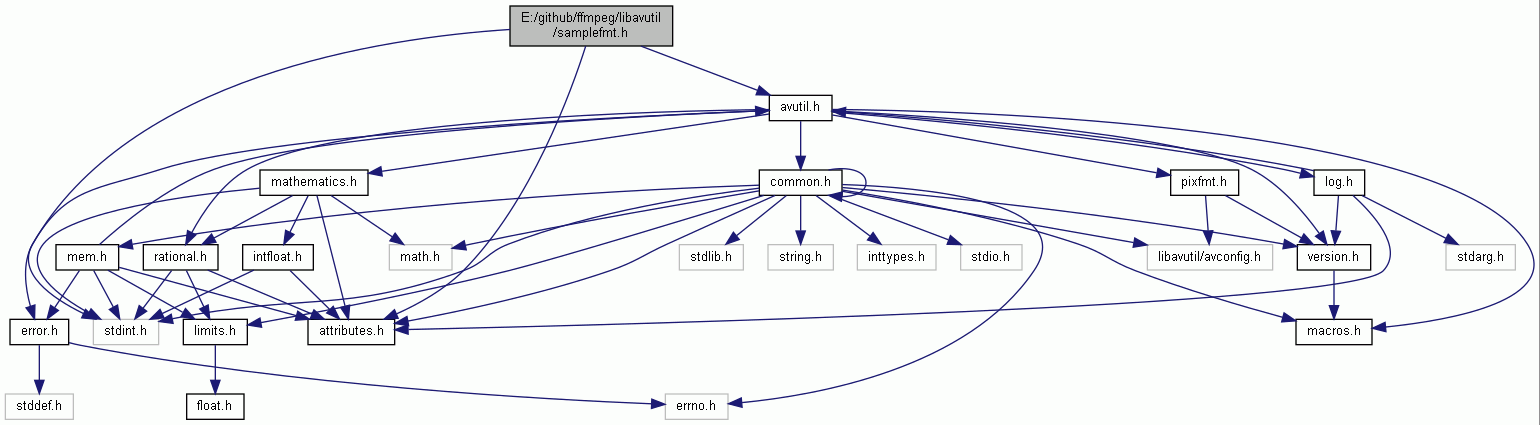 E:/github/ffmpeg/libavutil
/samplefmt.h
avutil.h
mathematics.h
common.h
pixfmt.h
log.h
mem.h
rational.h
intfloat.h
math.h
stdlib.h
string.h
inttypes.h
stdio.h
libavutil/avconfig.h
version.h
stdarg.h
error.h
stdint.h
limits.h
attributes.h
macros.h
stddef.h
float.h
errno.h